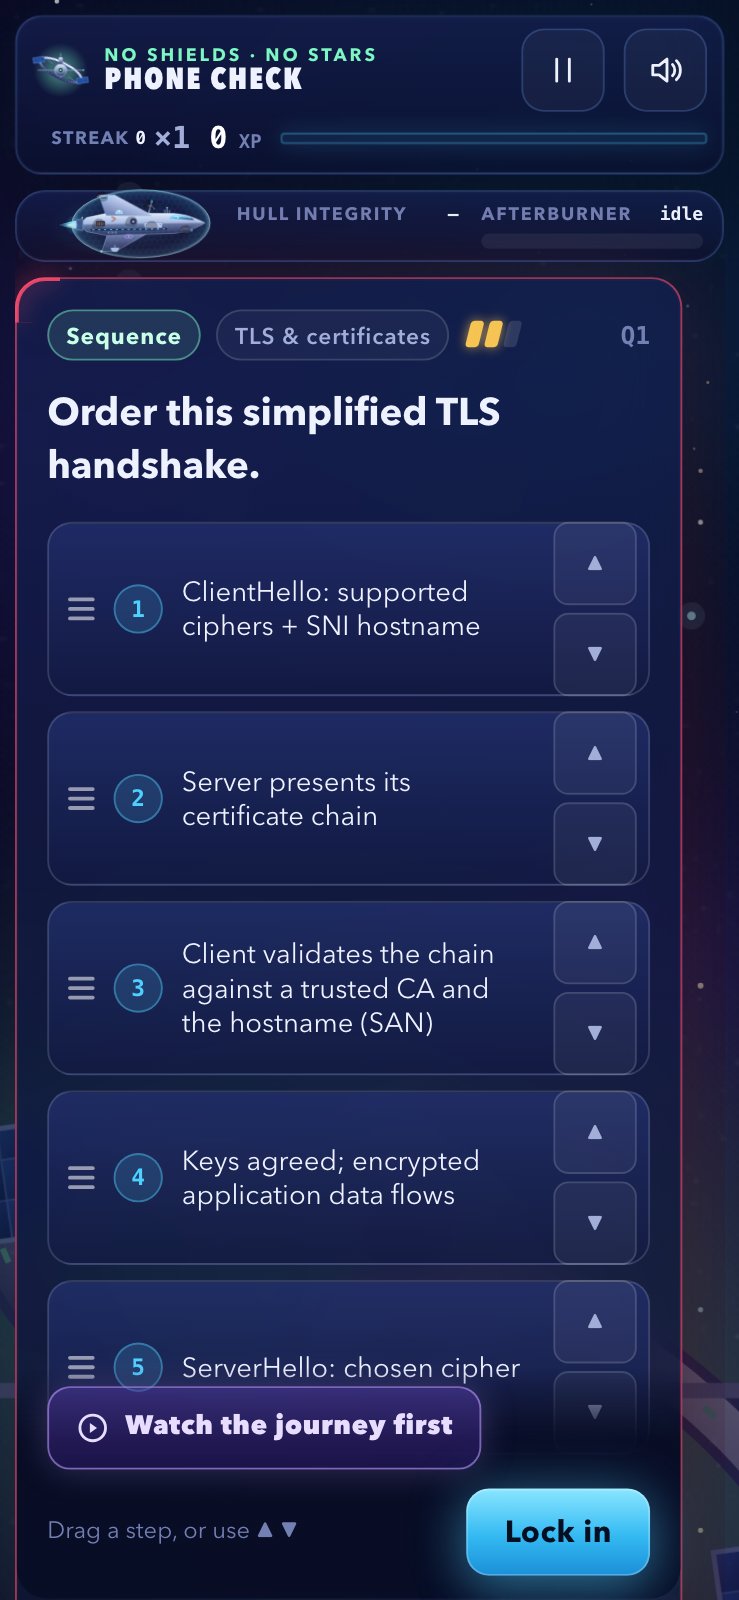 NO SHIELDS · NO STARS
PHONE CHECK
STREAK 0 ×1 0 XP
HULL INTEGRITY – AFTERBURNER idle
Sequence TLS & certificates Q1
Order this simplified TLS
handshake.
1 ClientHello: supported
ciphers + SNI hostname
2 Server presents its
certificate chain
3 Client validates the chain
against a trusted CA and
the hostname (SAN)
4 Keys agreed; encrypted
application data flows
5 ServerHello: chosen cipher
Watch the journey first
Drag a step, or use ▲ ▼
Lock in